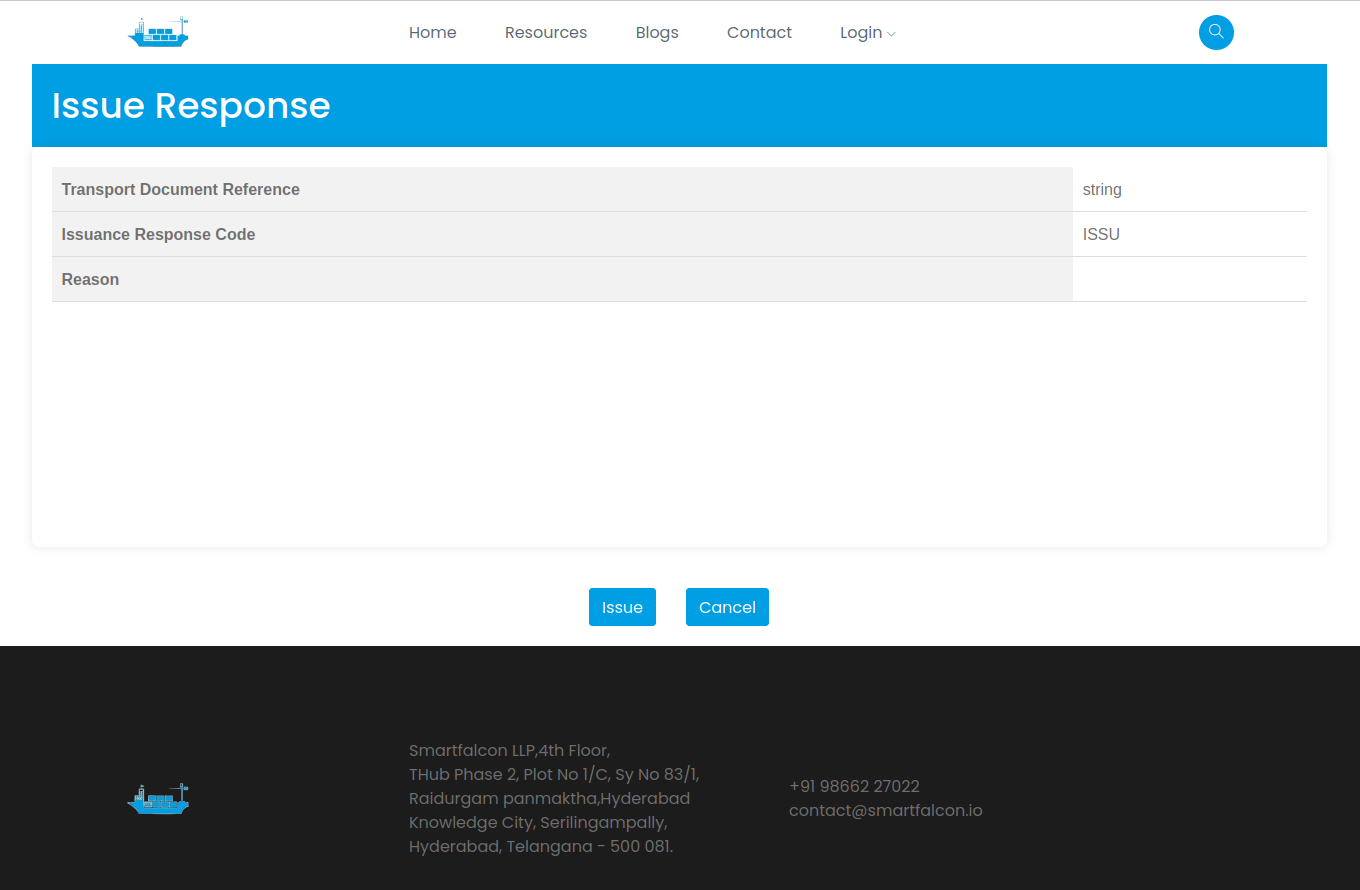 Home Resources Blogs Contact Login
Issue Response
Transport Document Reference string
Issuance Response Code ISSU
Reason
Issue Cancel
Smartfalcon LLP,4th Floor,
THub Phase 2, Plot No 1/C, Sy No 83/1,
Raidurgam panmaktha,Hyderabad
Knowledge City, Serilingampally,
Hyderabad, Telangana - 500 081.
+91 98662 27022
contact@smartfalcon.io